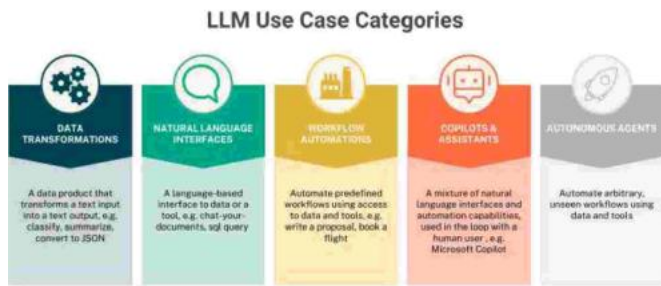 LLM Use Case Categories
DATA
TRANSFORMATIONS
A data product that
transforms a text input
into a text output, e.g.
classify, summarize,
convert to JSON
NATURAL LANGUAGE
INTERFACES
A language-based
interface to data or a
tool, e.g. chat-your-
documents, sql query
WORKFLOW
AUTOMATIONS
Automate predefined
workflows using access
to data and tools, e.g.
write a proposal, book a
flight
COPILOTS &
ASSISTANTS
A mixture of natural
language interfaces and
automation capabilities,
used in the loop with a
human user , e.g.
Microsoft Copilot
AUTONOMOUS AGENTS
Automate arbitrary,
unseen workflows using
data and tools